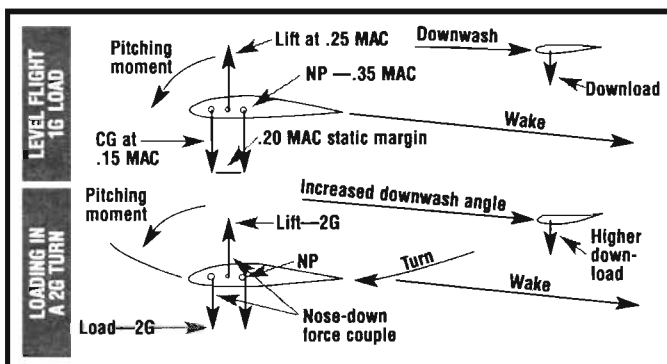 LEVEL FLIGHT
1G LOAD
Pitching
moment
Lift at .25 MAC
NP —.35 MAC
CG at
.15 MAC
.20 MAC static margin
Downwash
Download
Wake
LOADING IN
A 2G TURN
Pitching
moment
Lift—2G
NP
Load—2G
Nose-down
force couple
Increased downwash angle
Turn
Higher
down-
load
Wake